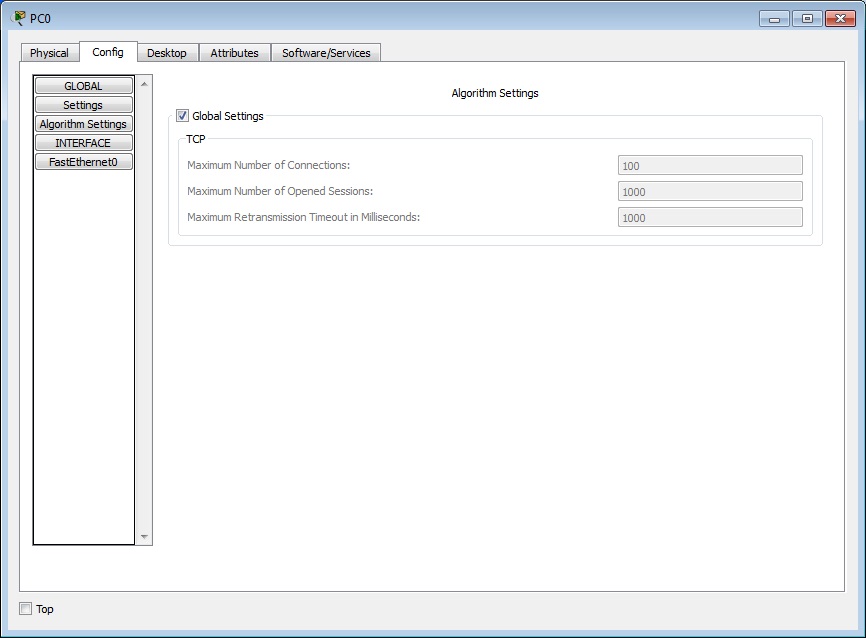 PC0
Physical Config Desktop Attributes Software/Services
GLOBAL
Settings
Algorithm Settings
INTERFACE
FastEthernet0
Algorithm Settings
Global Settings
TCP
Maximum Number of Connections: 100
Maximum Number of Opened Sessions: 1000
Maximum Retransmission Timeout in Milliseconds: 1000
Top